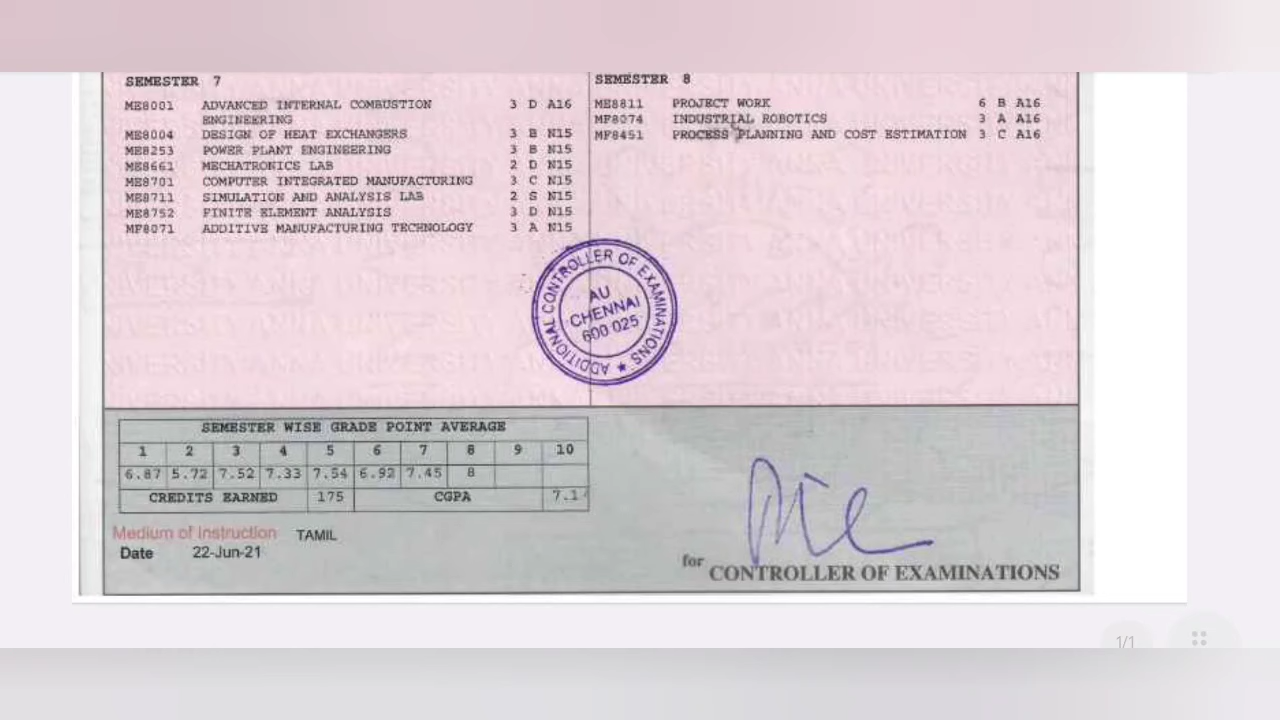 SEMESTER 7
ME8001 ADVANCED INTERNAL COMBUSTION 3 D A16
ENGINEERING
ME8004 DESIGN OF HEAT EXCHANGERS 3 B N15
ME8253 POWER PLANT ENGINEERING 3 B N15
ME8661 MECHATRONICS LAB 2 D N15
ME8701 COMPUTER INTEGRATED MANUFACTURING 3 C N15
ME8711 SIMULATION AND ANALYSIS LAB 2 S N15
ME8752 FINITE ELEMENT ANALYSIS 3 D N15
MF8071 ADDITIVE MANUFACTURING TECHNOLOGY 3 A N15
SEMESTER 8
ME8811 PROJECT WORK 6 B A16
MF8074 INDUSTRIAL ROBOTICS 3 A A16
MF8451 PROCESS PLANNING AND COST ESTIMATION 3 C A16
ADDITIONAL CONTROLLER OF EXAMINATIONS ★
AU
CHENNAI
600 025
SEMESTER WISE GRADE POINT AVERAGE
1 2 3 4 5 6 7 8 9 10
6.87 5.72 7.52 7.33 7.54 6.92 7.45 8
CREDITS EARNED 175 CGPA
Medium of Instruction TAMIL
Date 22-Jun-21
for CONTROLLER OF EXAMINATIONS
1/1